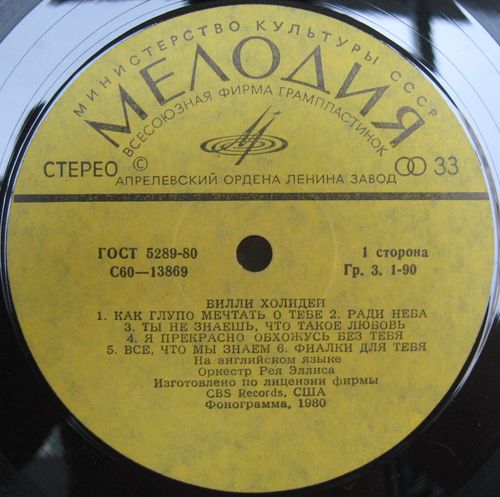 МИНИСТЕРСТВО КУЛЬТУРЫ СССР
МЕЛОДИЯ
ВСЕСОЮЗНАЯ ФИРМА ГРАМПЛАСТИНОК
СТЕРЕО © 33
АПРЕЛЕВСКИЙ ОРДЕНА ЛЕНИНА ЗАВОД
ГОСТ 5289-80 1 сторона
С60—13869 Гр. 3. 1-90
БИЛЛИ ХОЛИДЕЙ
1. КАК ГЛУПО МЕЧТАТЬ О ТЕБЕ 2. РАДИ НЕБА
3. ТЫ НЕ ЗНАЕШЬ, ЧТО ТАКОЕ ЛЮБОВЬ
4. Я ПРЕКРАСНО ОБХОЖУСЬ БЕЗ ТЕБЯ
5. ВСЕ, ЧТО МЫ ЗНАЕМ 6. ФИАЛКИ ДЛЯ ТЕБЯ
На английском языке
Оркестр Рея Эллиса
Изготовлено по лицензии фирмы
CBS Records, США
Фонограмма, 1980